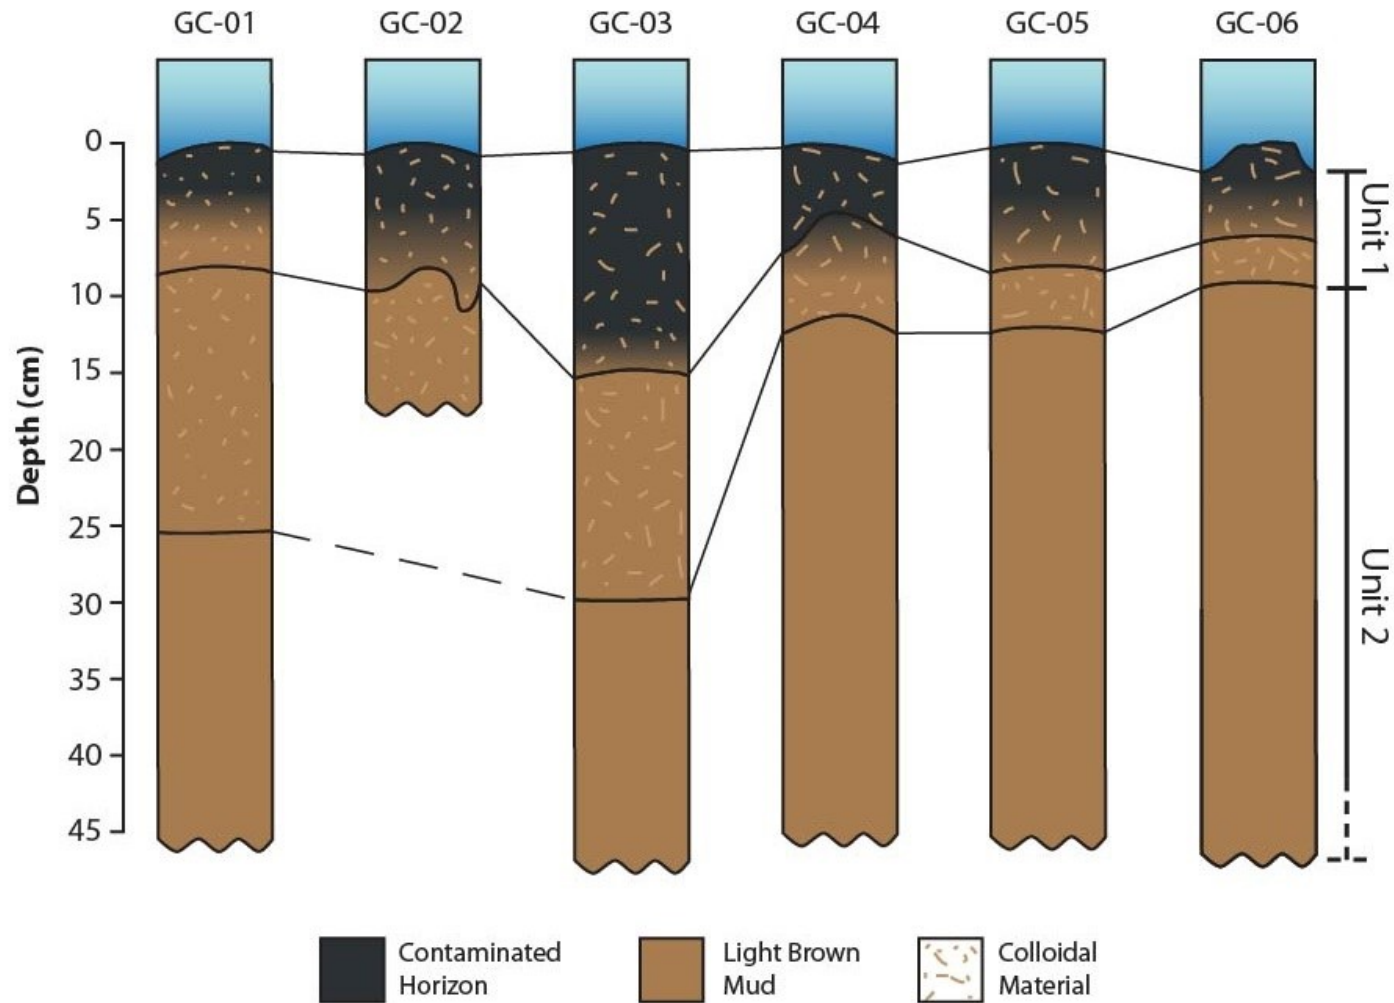 GC-01 GC-02 GC-03 GC-04 GC-05 GC-06
0
5
10
15
20
25
30
35
40
45
Depth (cm)
Unit 1
Unit 2
Contaminated
Horizon
Light Brown
Mud
Colloidal
Material